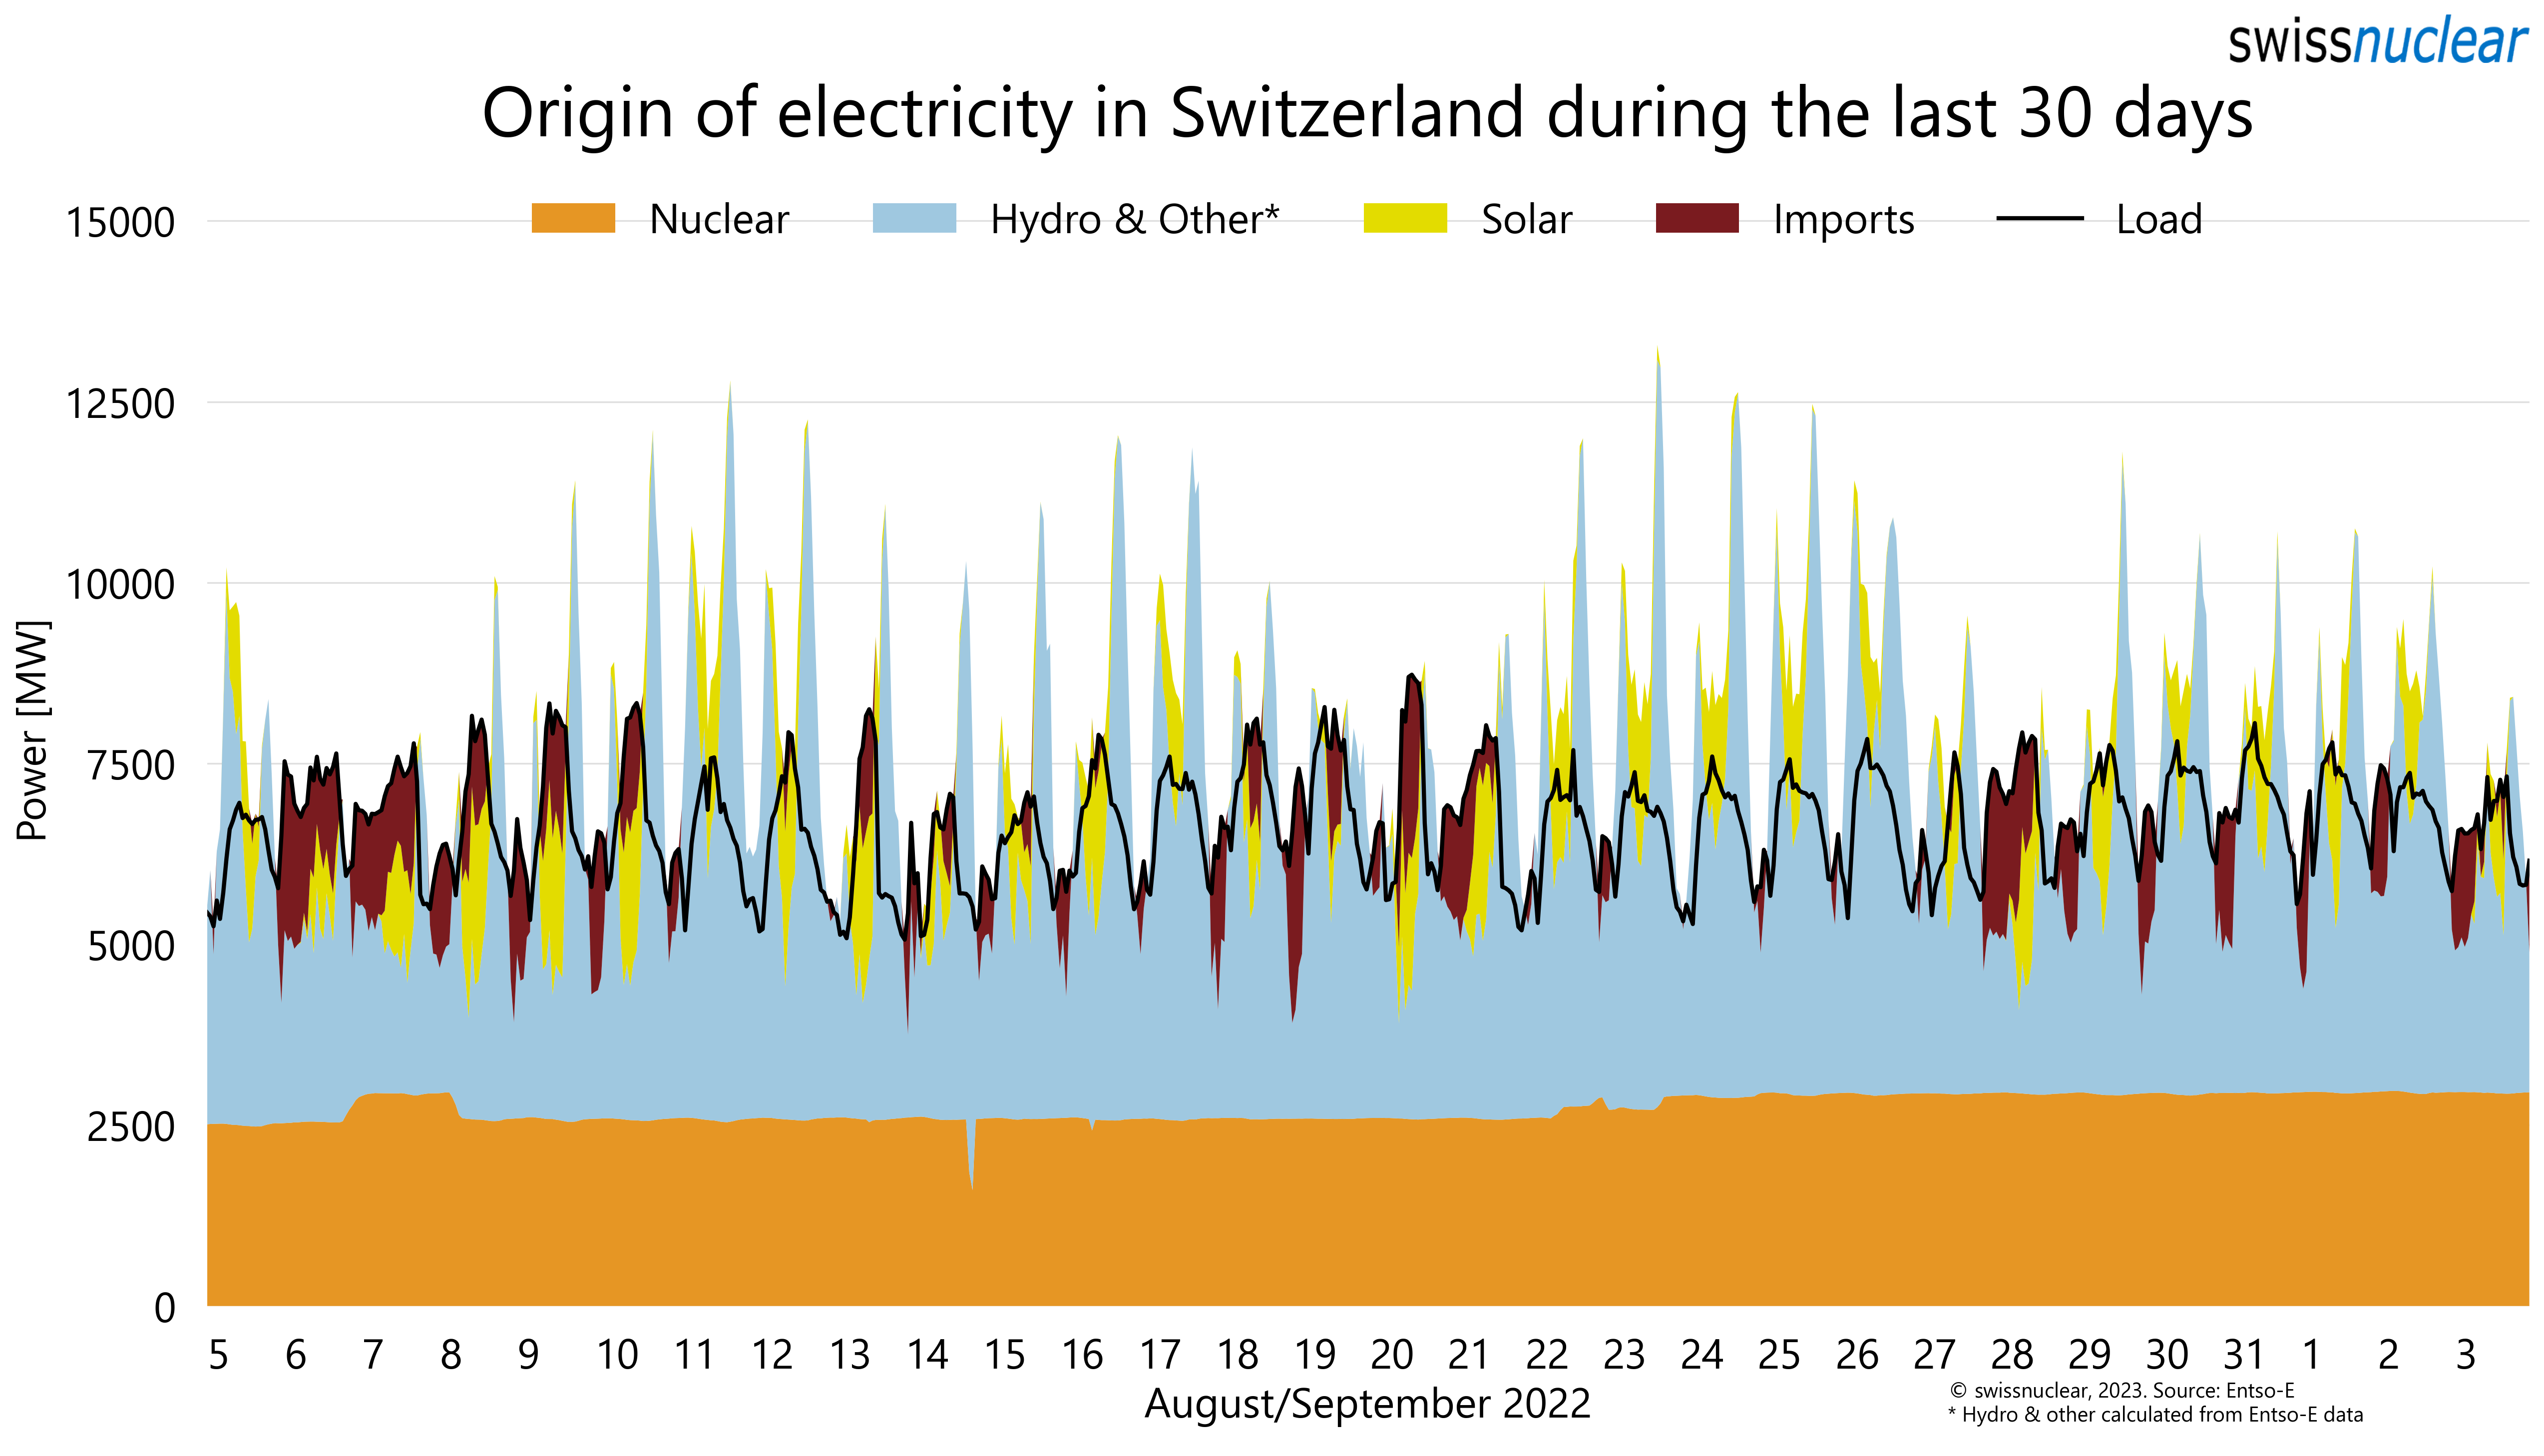 swissnuclear
Origin of electricity in Switzerland during the last 30 days
Nuclear Hydro & Other* Solar Imports Load
15000
12500
10000
7500
5000
2500
0
Power [MW]
5 6 7 8 9 10 11 12 13 14 15 16 17 18 19 20 21 22 23 24 25 26 27 28 29 30 31 1 2 3
August/September 2022
© swissnuclear, 2023. Source: Entso-E
* Hydro & other calculated from Entso-E data